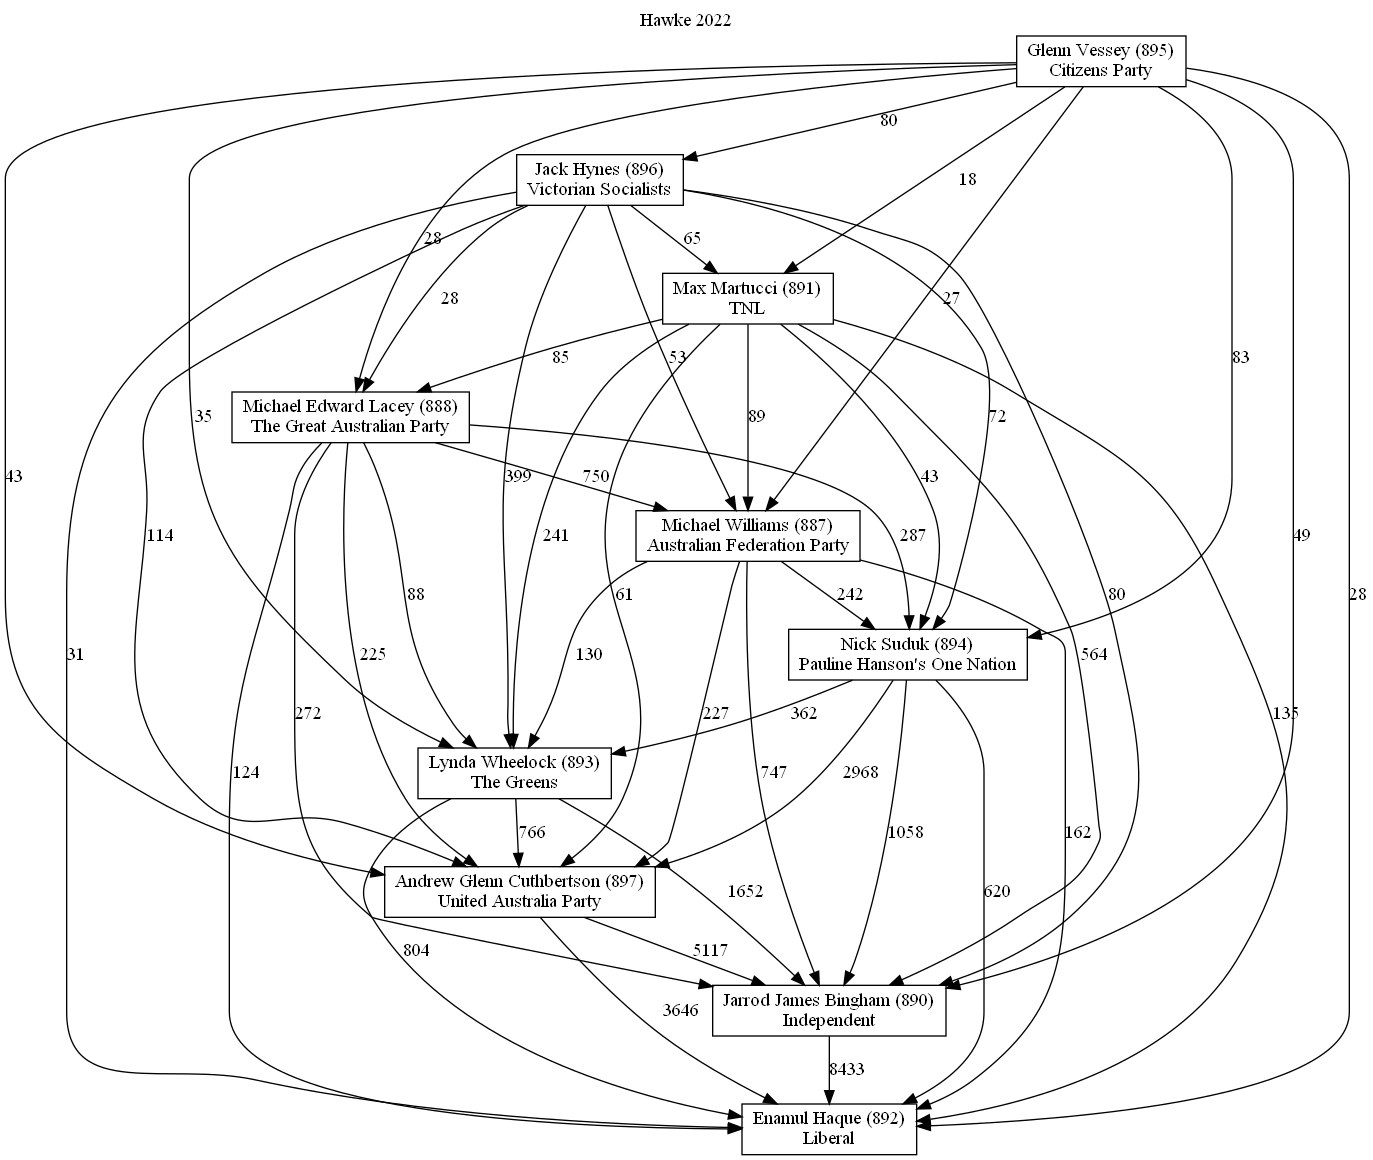 Hawke 2022
Glenn Vessey (895)
Citizens Party
80
Jack Hynes (896)
Victorian Socialists
18
28
65
Max Martucci (891)
TNL
28
27
85
53
83
Michael Edward Lacey (888)
The Great Australian Party
35
89
72
43
399
750
43
Michael Williams (887)
Australian Federation Party
114
241
287
49
88
61
242
80
28
Nick Suduk (894)
Pauline Hanson's One Nation
31
225
130
564
272
227
362
135
Lynda Wheelock (893)
The Greens
124
747
2968
766
1058
162
Andrew Glenn Cuthbertson (897)
United Australia Party
1652
620
804
5117
Jarrod James Bingham (890)
Independent
3646
8433
Enamul Haque (892)
Liberal